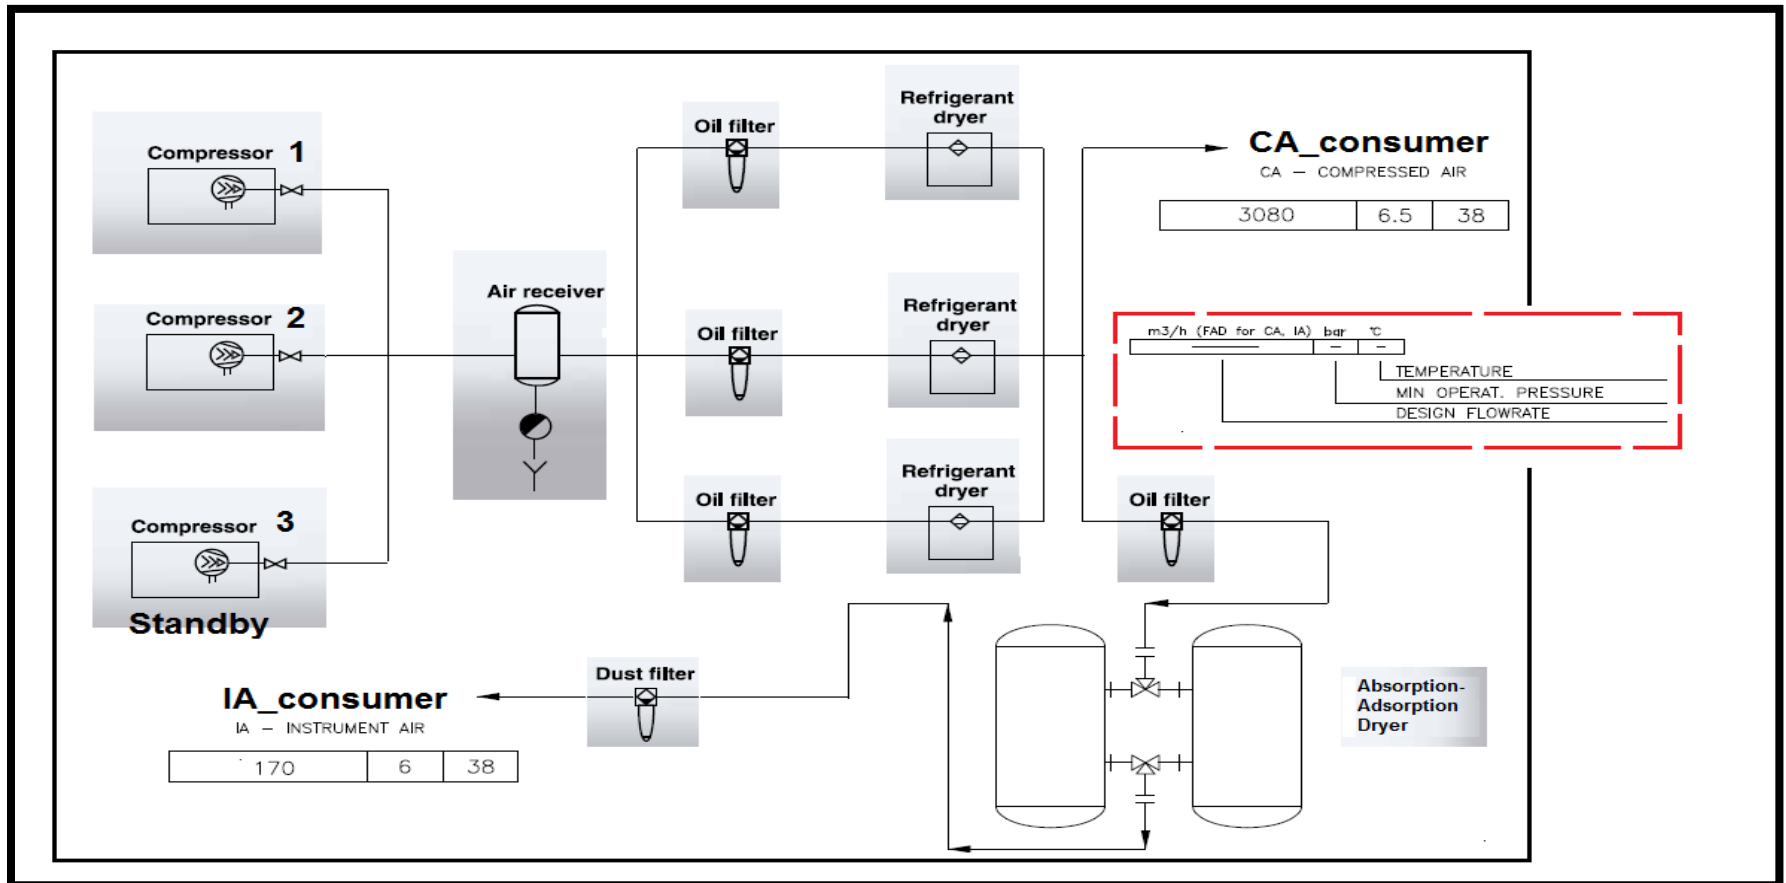 Compressor 1
Compressor 2
Compressor 3
Standby
Air receiver
Oil filter
Oil filter
Oil filter
Refrigerant
dryer
Refrigerant
dryer
Refrigerant
dryer
CA_consumer
CA – COMPRESSED AIR
3080 6.5 38
m3/h (FAD for CA, IA) bar °C
TEMPERATURE
MIN OPERAT. PRESSURE
DESIGN FLOWRATE
Oil filter
Absorption-
Adsorption
Dryer
Dust filter
IA_consumer
IA – INSTRUMENT AIR
170 6 38